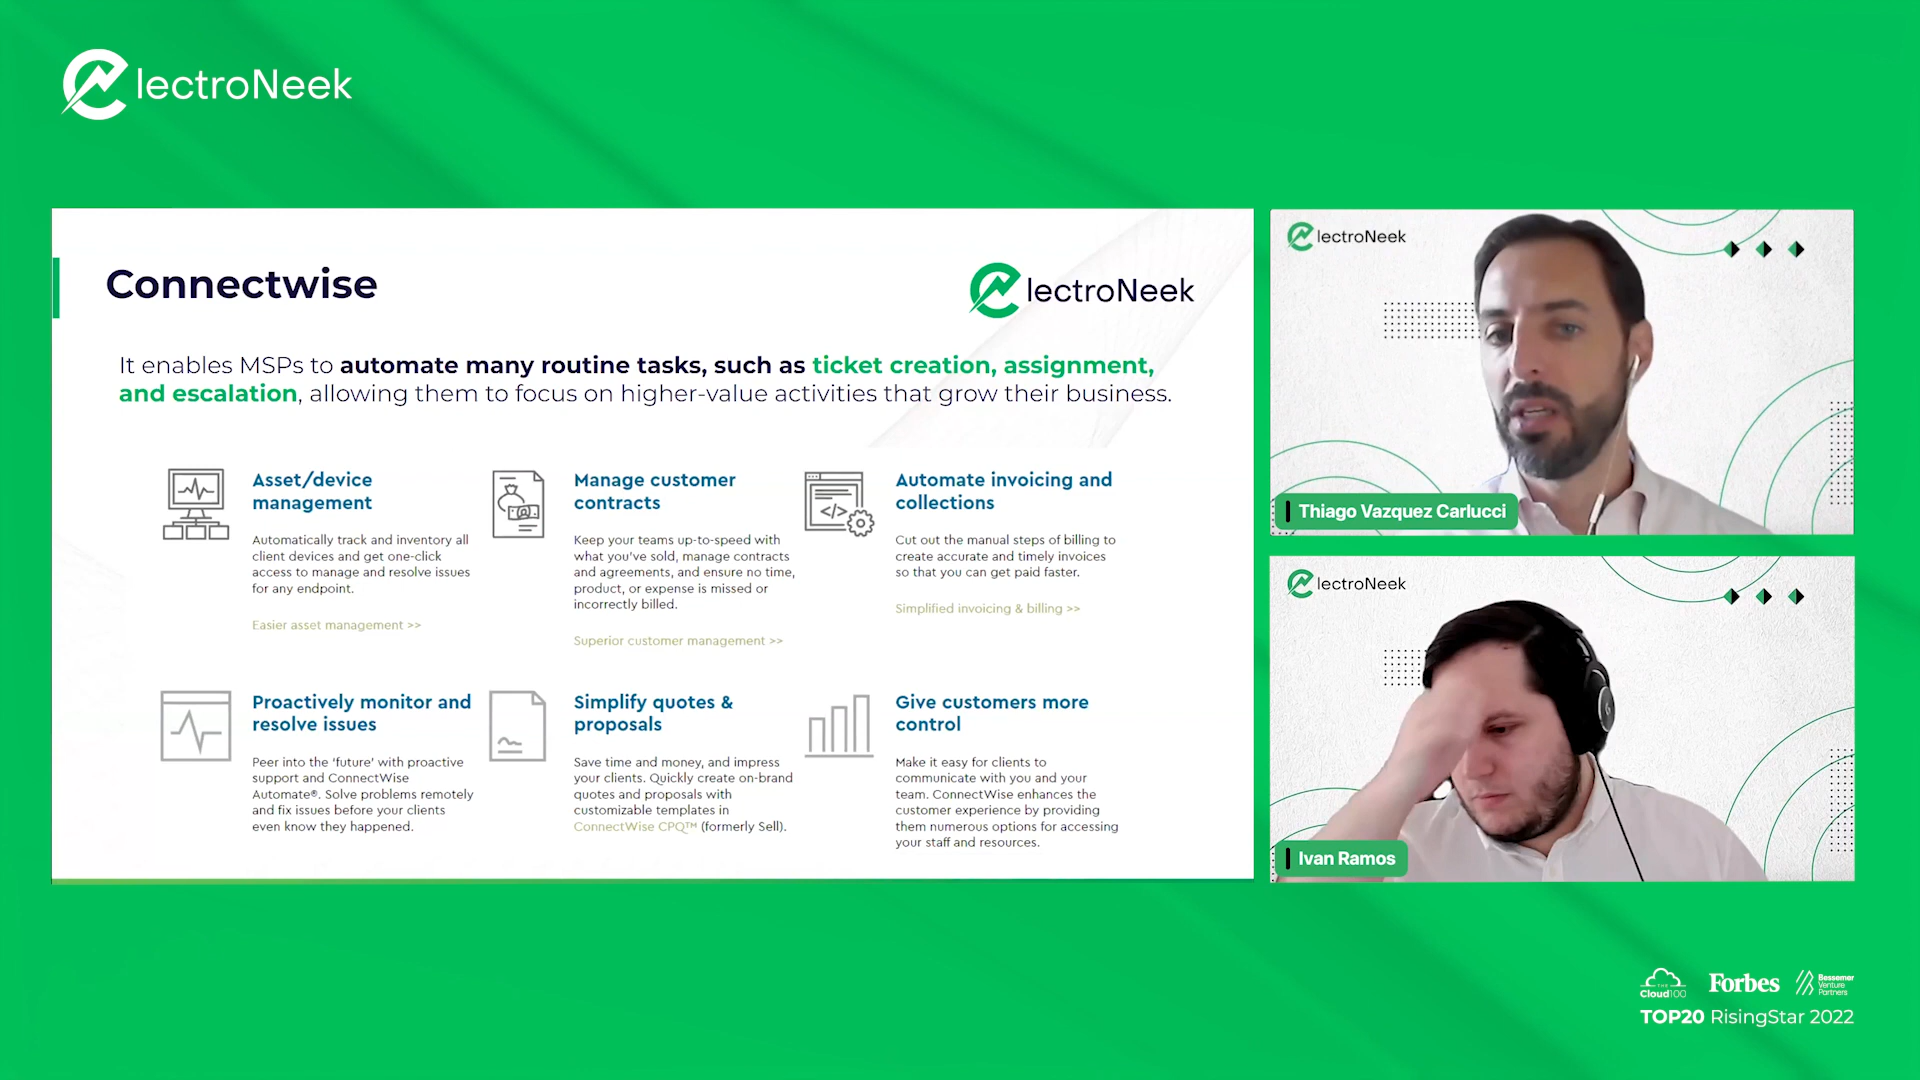 lectroNeek
Connectwise
lectroNeek
It enables MSPs to automate many routine tasks, such as ticket creation, assignment,
and escalation, allowing them to focus on higher-value activities that grow their business.
Asset/device
management
Automatically track and inventory all
client devices and get one-click
access to manage and resolve issues
for any endpoint.
Easier asset management >>
Manage customer
contracts
Keep your teams up-to-speed with
what you've sold, manage contracts
and agreements, and ensure no time,
product, or expense is missed or
incorrectly billed.
Superior customer management >>
Automate invoicing and
collections
Cut out the manual steps of billing to
create accurate and timely invoices
so that you can get paid faster.
Simplified invoicing & billing >>
Proactively monitor and
resolve issues
Peer into the 'future' with proactive
support and ConnectWise
Automate®. Solve problems remotely
and fix issues before your clients
even know they happened.
Simplify quotes &
proposals
Save time and money, and impress
your clients. Quickly create on-brand
quotes and proposals with
customizable templates in
ConnectWise CPQ™ (formerly Sell).
Give customers more
control
Make it easy for clients to
communicate with you and your
team. ConnectWise enhances the
customer experience by providing
them numerous options for accessing
your staff and resources.
lectroNeek
Thiago Vazquez Carlucci
lectroNeek
Ivan Ramos
THE
Cloud100
Forbes
Bessemer
Venture
Partners
TOP20 RisingStar 2022